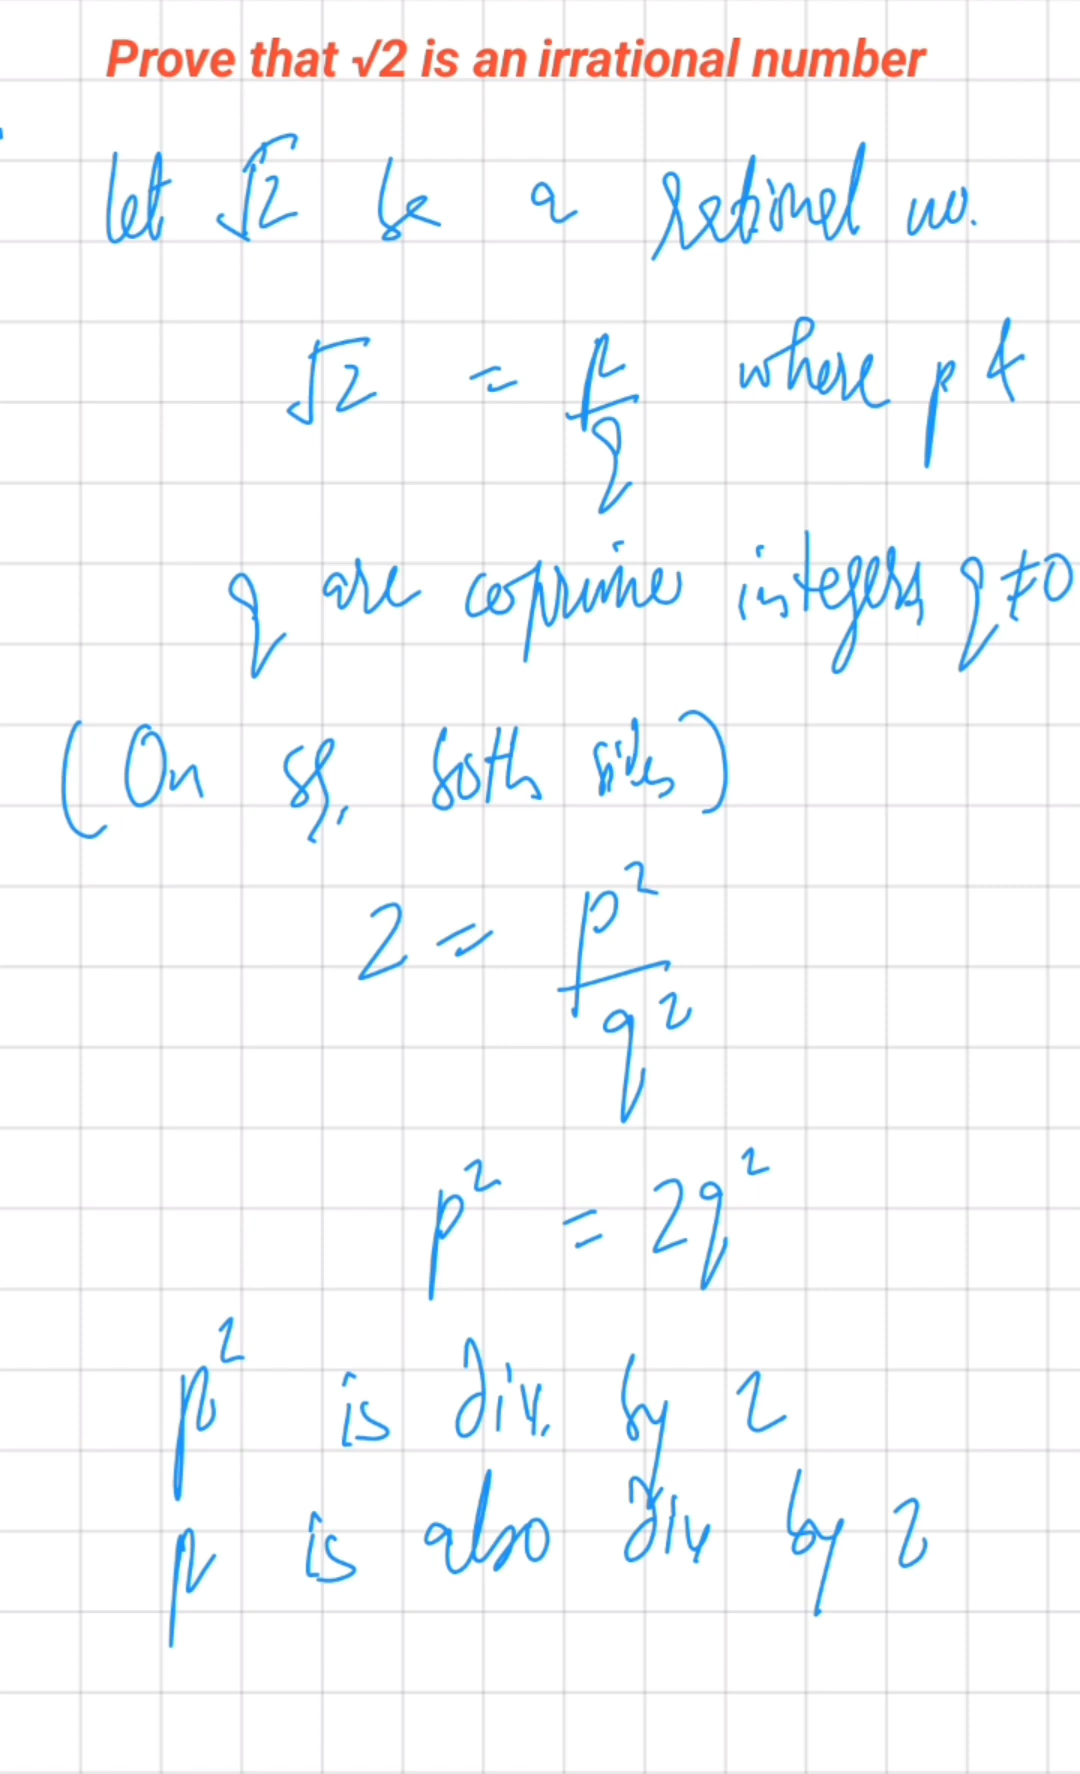 Prove that √2 is an irrational number
Let √2 be a rational no.
√2 = p/q where p &
q are coprime integers q ≠ 0
(On sq. both sides)
2 = p²/q²
p² = 2q²
p² is div. by 2
p is also div by 2